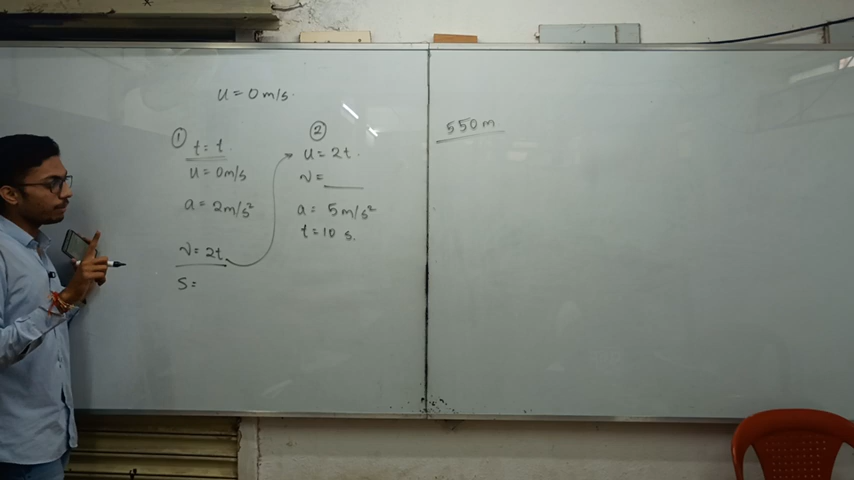 u = 0 m/s.
①
t = t
u = 0 m/s
a = 2 m/s²
v = 2t
S =
②
u = 2t.
v =
a = 5 m/s²
t = 10 s.
550 m